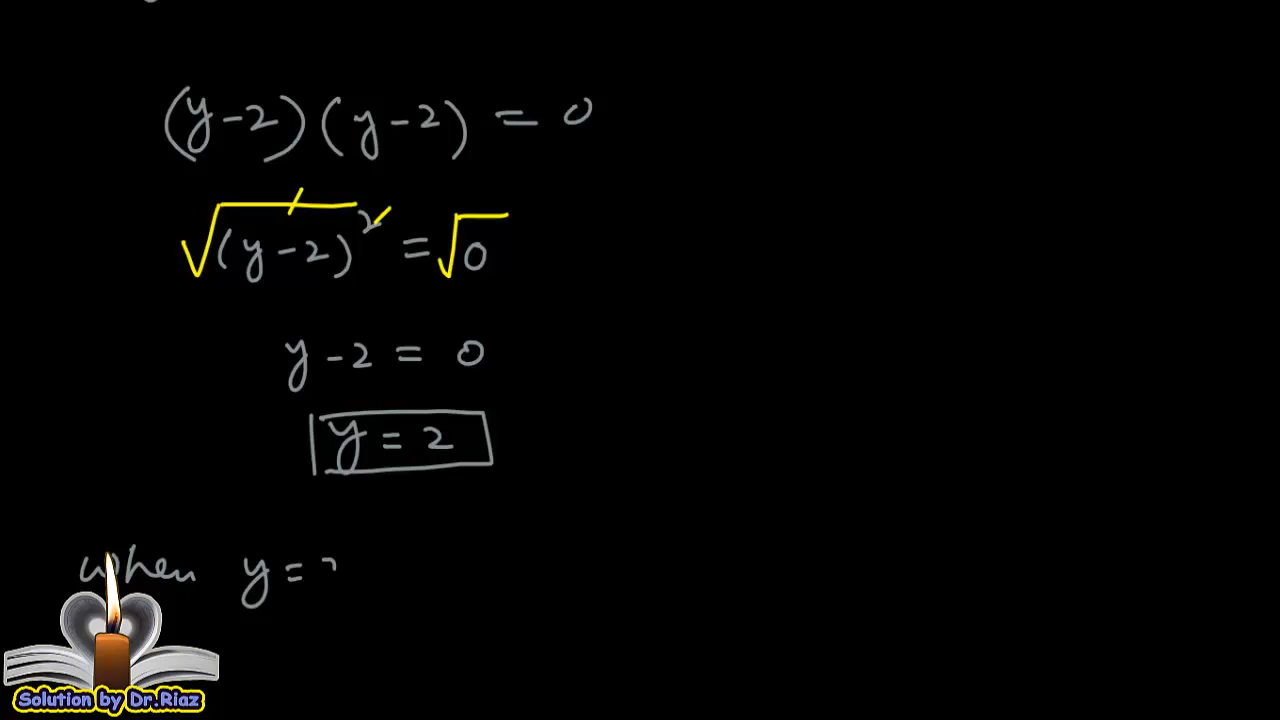 (y-2)(y-2) = 0
√(y-2)² = √0
y-2 = 0
y = 2
when y =
Solution by Dr.Riaz